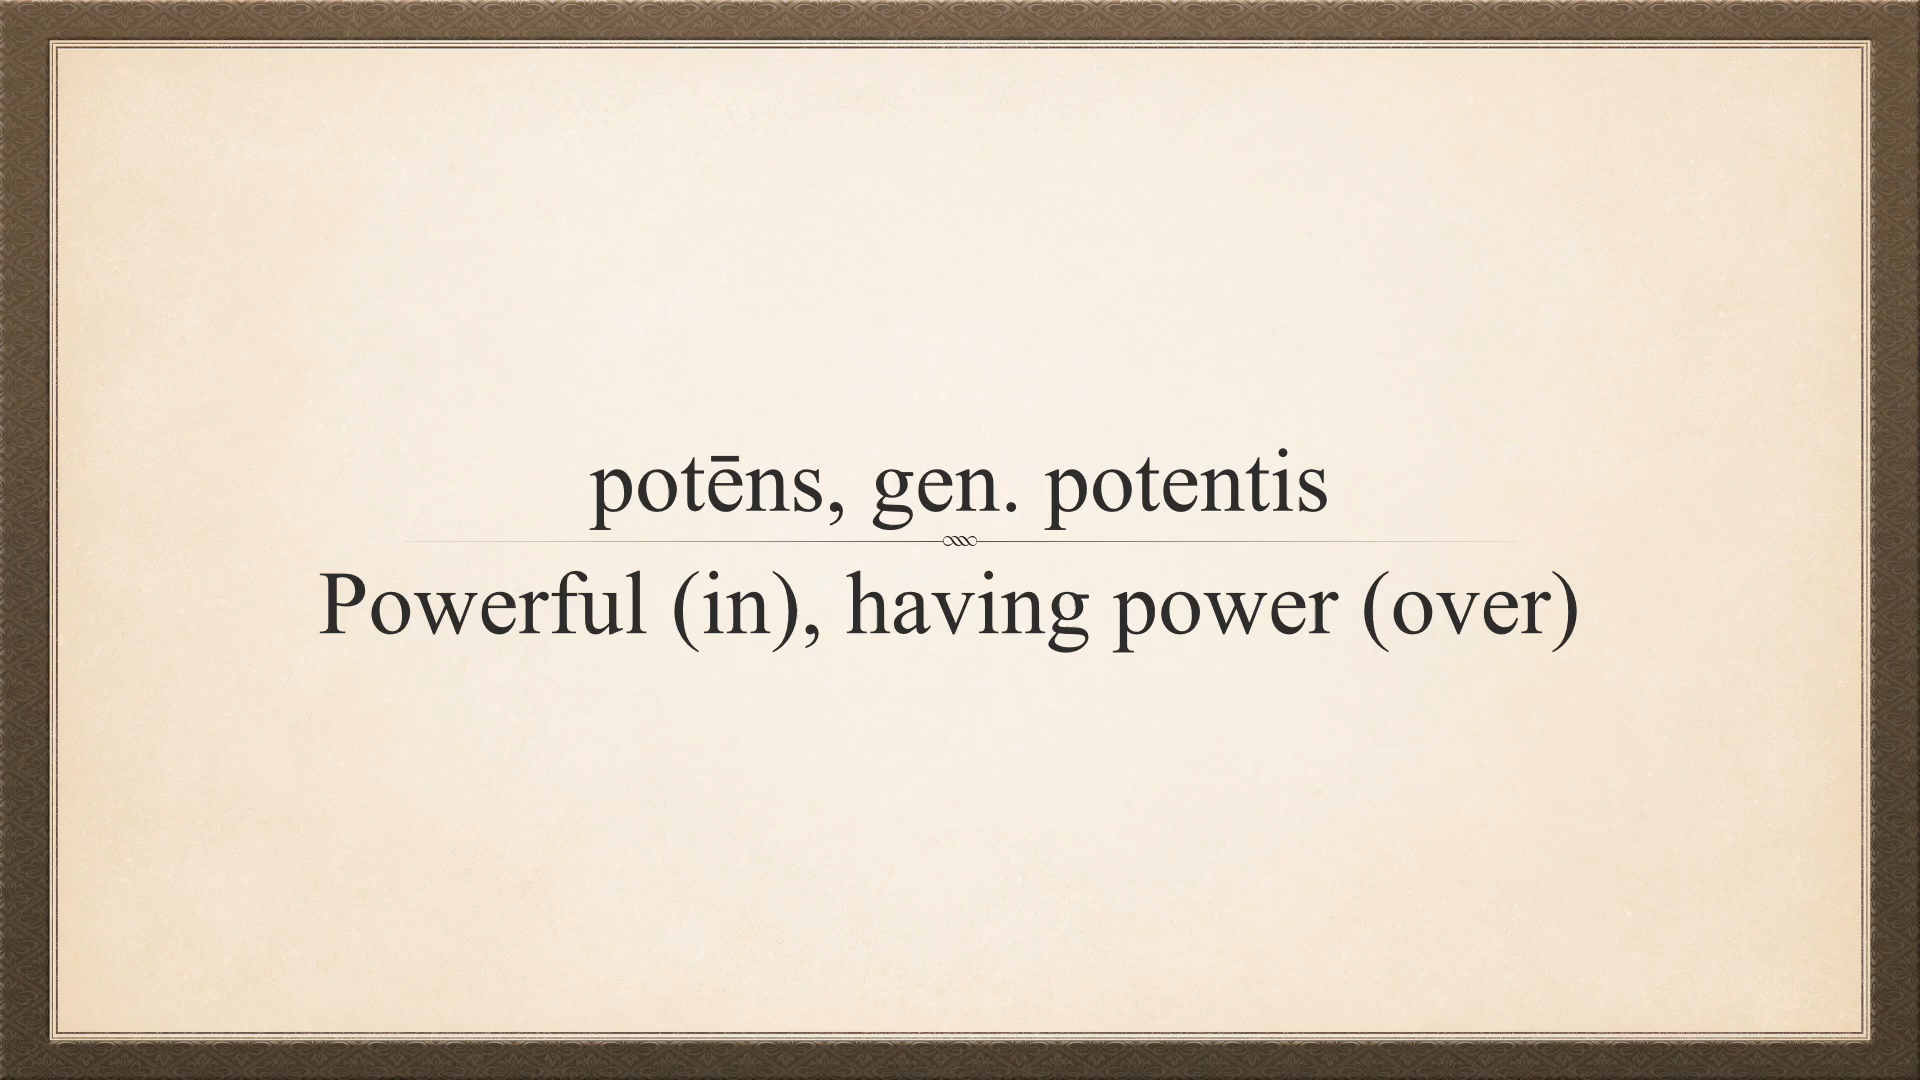 potēns, gen. potentis
Powerful (in), having power (over)